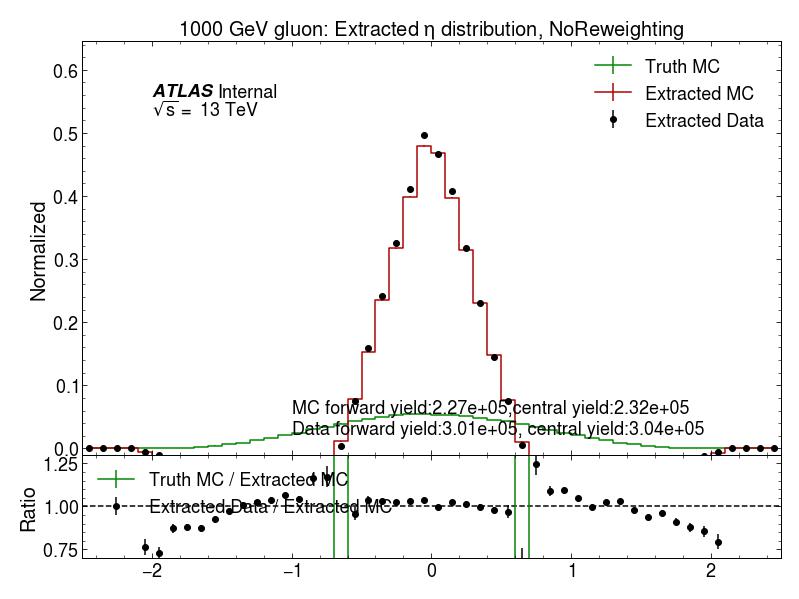 1000 GeV gluon: Extracted η distribution, NoReweighting
0.6
0.5
0.4
0.3
0.2
0.1
0.0
Normalized
ATLAS Internal
√s = 13 TeV
Truth MC
Extracted MC
Extracted Data
MC forward yield:2.27e+05,central yield:2.32e+05
Data forward yield:3.01e+05, central yield:3.04e+05
1.25
1.00
0.75
Ratio
Truth MC / Extracted MC
Extracted Data / Extracted MC
−2 −1 0 1 2